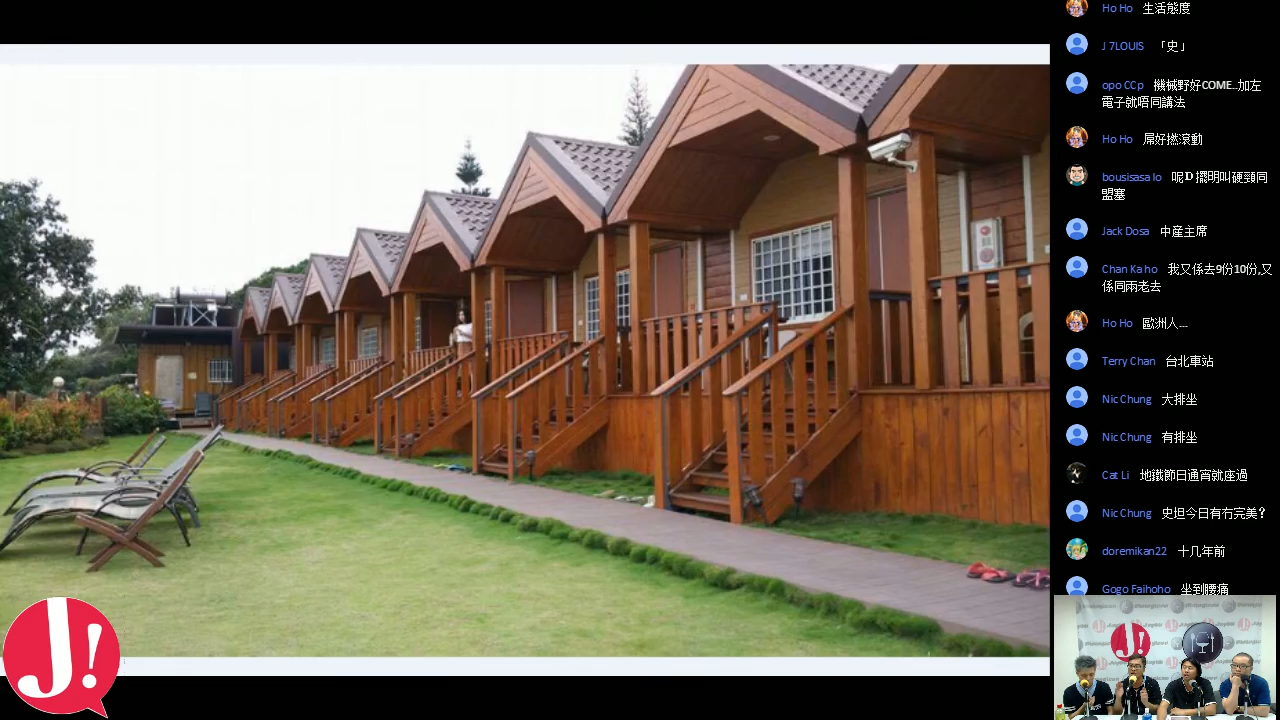 Ho Ho 生活態度
J 7LOUIS 「史」
opo CCp 機械野好COME..加左
電子就唔同講法
Ho Ho 屌好撚滾動
bousisasa lo 呢D擺明叫硬頸同
盟塞
Jack Dosa 中産主席
Chan Ka ho 我又係去9份10份,又
係同兩老去
Ho Ho 歐洲人...
Terry Chan 台北車站
Nic Chung 大排坐
Nic Chung 有排坐
Cat Li 地鐵節日通宵就座過
Nic Chung 史坦今日有冇完美?
doremikan22 十几年前
Gogo Faihoho 坐到腰痛
J!
J!